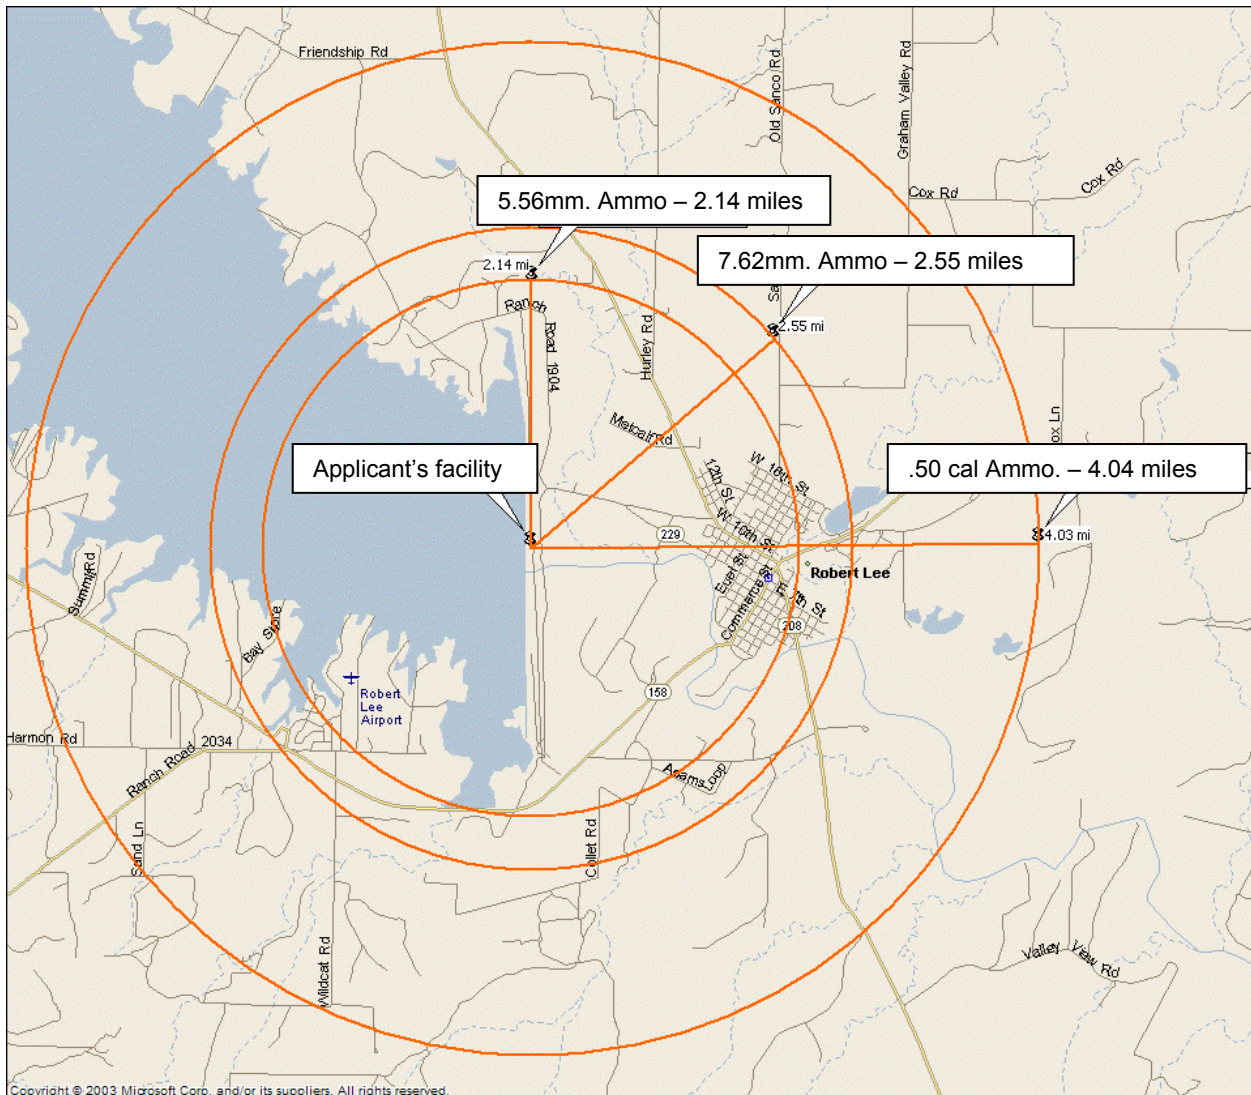 Friendship Rd
Old Sanco Rd
Graham Valley Rd
Cox Rd
Cox Rd
5.56mm. Ammo – 2.14 miles
7.62mm. Ammo – 2.55 miles
2.14 mi
2.55 mi
Ranch
Road 1904
Hurley Rd
Metcalf Rd
Applicant's facility
.50 cal Ammo. – 4.04 miles
4.03 mi
12th St
W 16th St
W 10th St
229
Robert Lee
Commerce
E 7th St
208
158
Summit Rd
Bay Shore
Robert
Lee
Airport
Harmon Rd
Ranch Road 2034
Adams
Sand Ln
Collet Rd
Wildcat Rd
Valley View Rd
Copyright © 2003 Microsoft Corp. and/or its suppliers. All rights reserved.